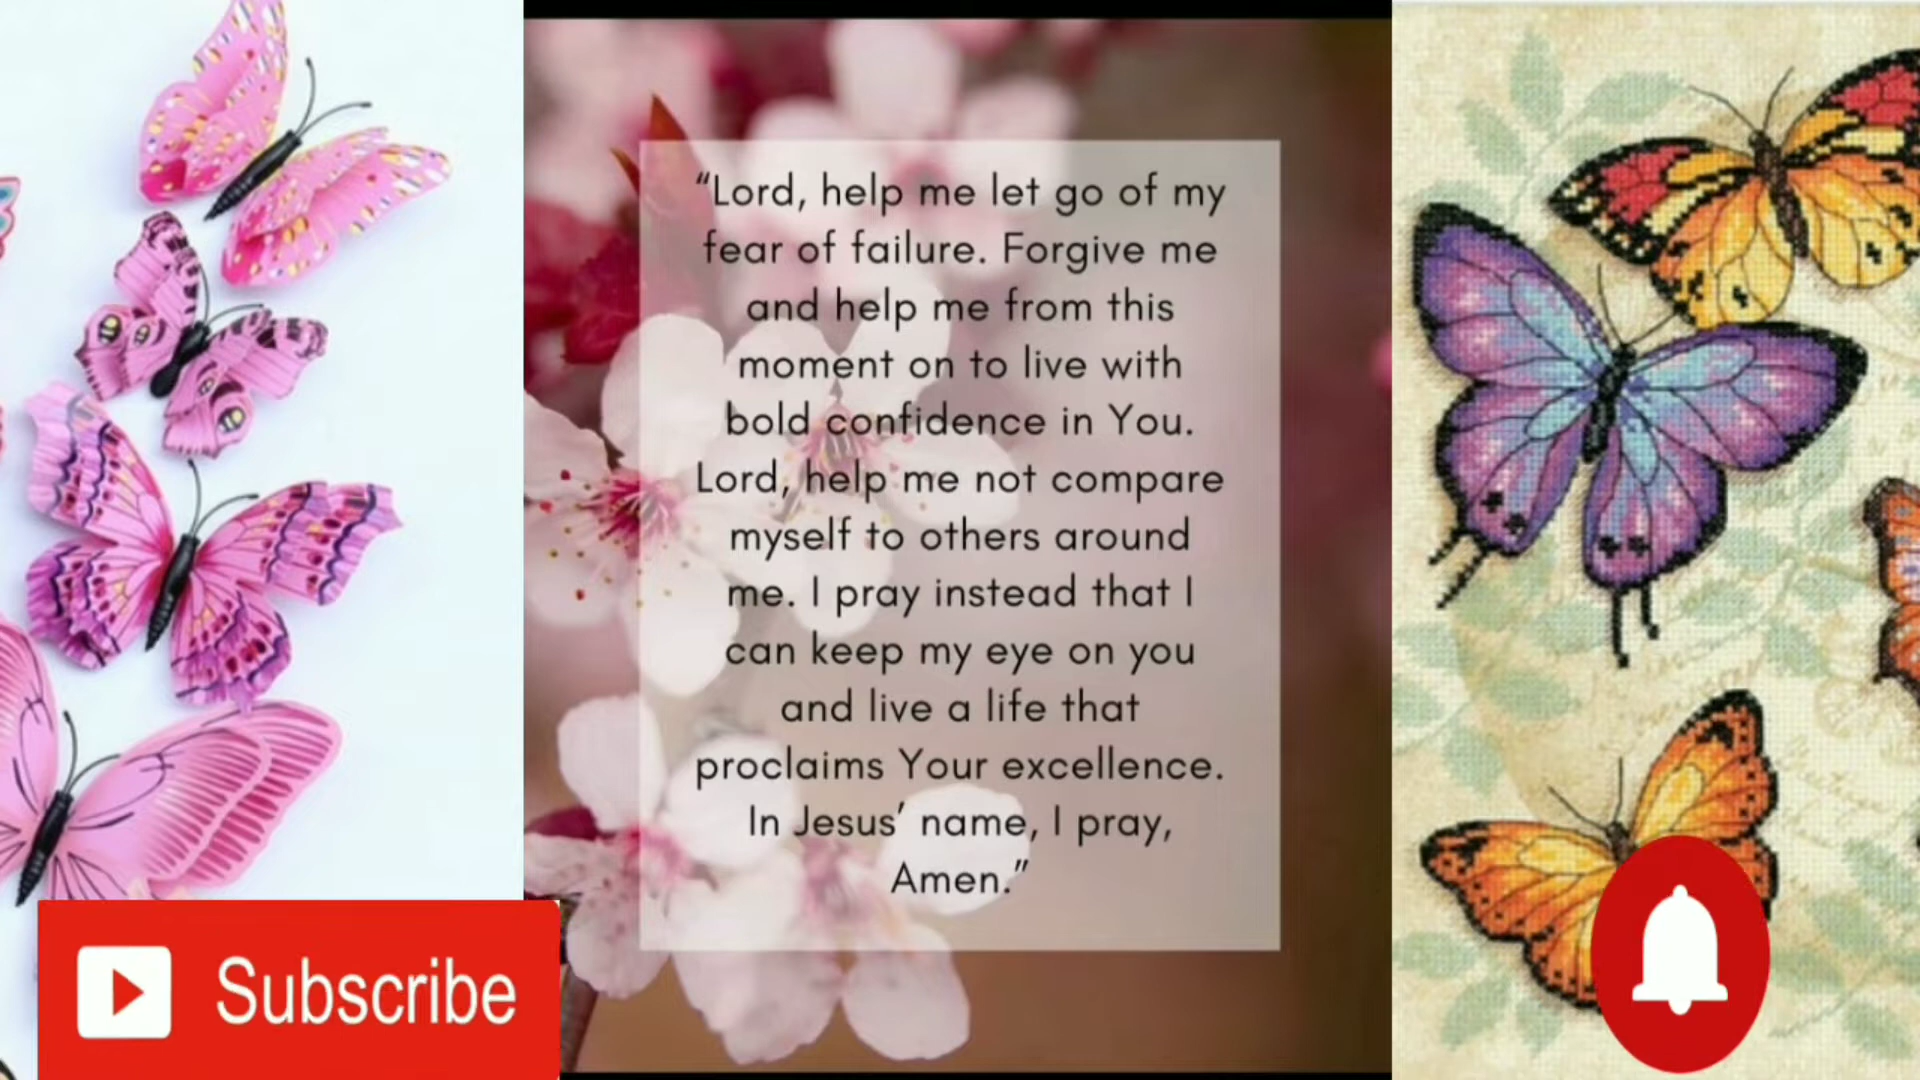 “Lord, help me let go of my
fear of failure. Forgive me
and help me from this
moment on to live with
bold confidence in You.
Lord, help me not compare
myself to others around
me. I pray instead that I
can keep my eye on you
and live a life that
proclaims Your excellence.
In Jesus’ name, I pray,
Amen.”
Subscribe